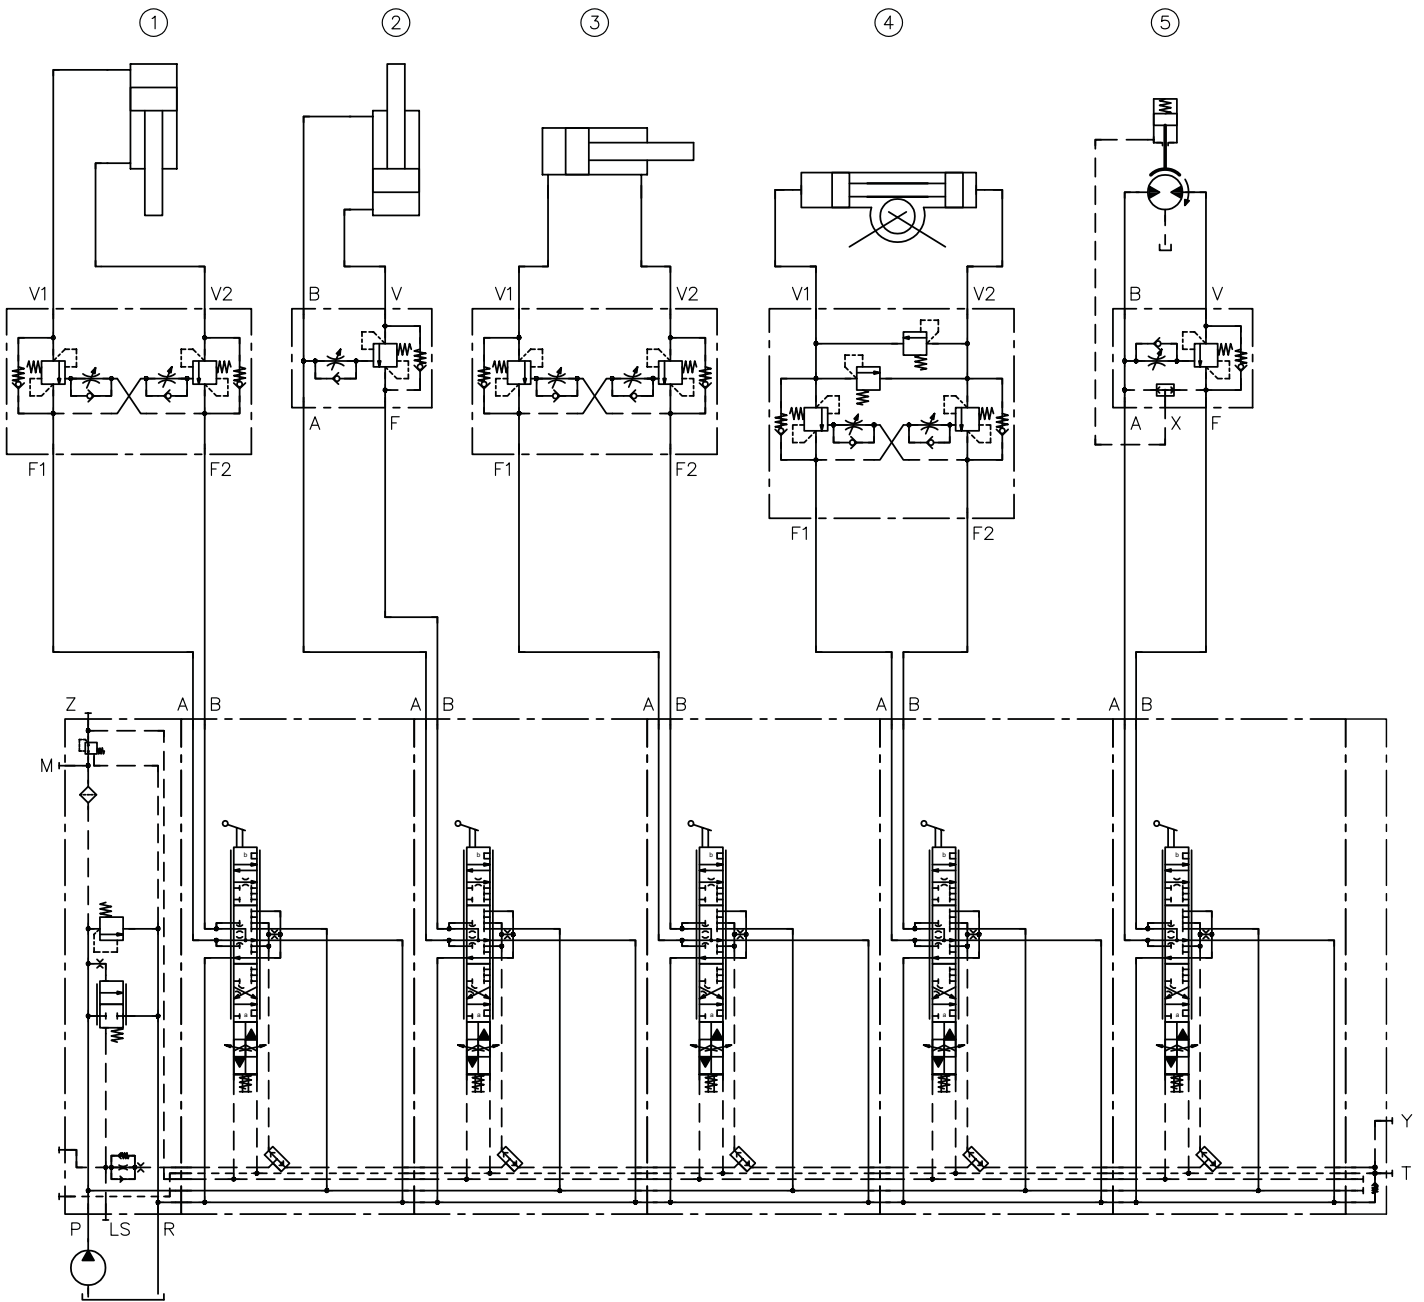 1 2 3 4 5
V1 V2 B V V1 V2 V1 V2 B V
A F A X F
F1 F2 F1 F2
F1 F2
Z A B A B A B A B A B
M
b b b b b
a a a a a
Y
T
P LS R